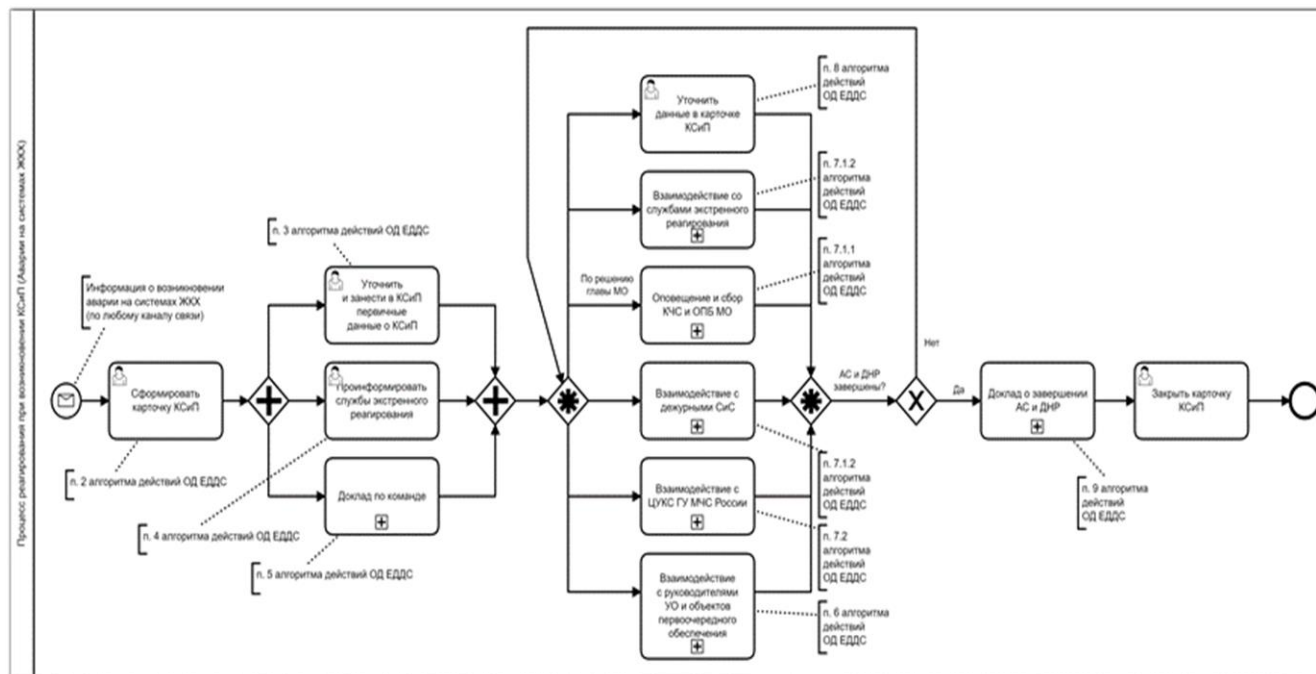 Процесс реагирования при возникновении КСиП (Аварии на системах ЖКХ)
Информация о возникновении
аварии на системах ЖКХ
(по любому каналу связи)
Сформировать
карточку КСиП
п. 2 алгоритма действий ОД ЕДДС
п. 3 алгоритма действий ОД ЕДДС
Уточнить
и занести в КСиП
первичные
данные о КСиП
Проинформировать
службы экстренного
реагирования
Доклад по команде
п. 4 алгоритма действий ОД ЕДДС
п. 5 алгоритма действий ОД ЕДДС
По решению
главы МО
Уточнить
данные в карточке
КСиП
Взаимодействие со
службами экстренного
реагирования
Оповещение и сбор
КЧС и ОПБ МО
Взаимодействие с
дежурными СиС
Взаимодействие с
ЦУКС ГУ МЧС России
Взаимодействие
с руководителями
УО и объектов
первоочередного
обеспечения
п. 8 алгоритма
действий
ОД ЕДДС
п. 7.1.2
алгоритма
действий
ОД ЕДДС
п. 7.1.1
алгоритма
действий
ОД ЕДДС
п. 7.1.2
алгоритма
действий
ОД ЕДДС
п. 7.2
алгоритма
действий
ОД ЕДДС
п. 6 алгоритма
действий
ОД ЕДДС
АС и ДНР
завершены?
Нет
Да
Доклад о завершении
АС и ДНР
Закрыть карточку
КСиП
п. 9 алгоритма
действий
ОД ЕДДС